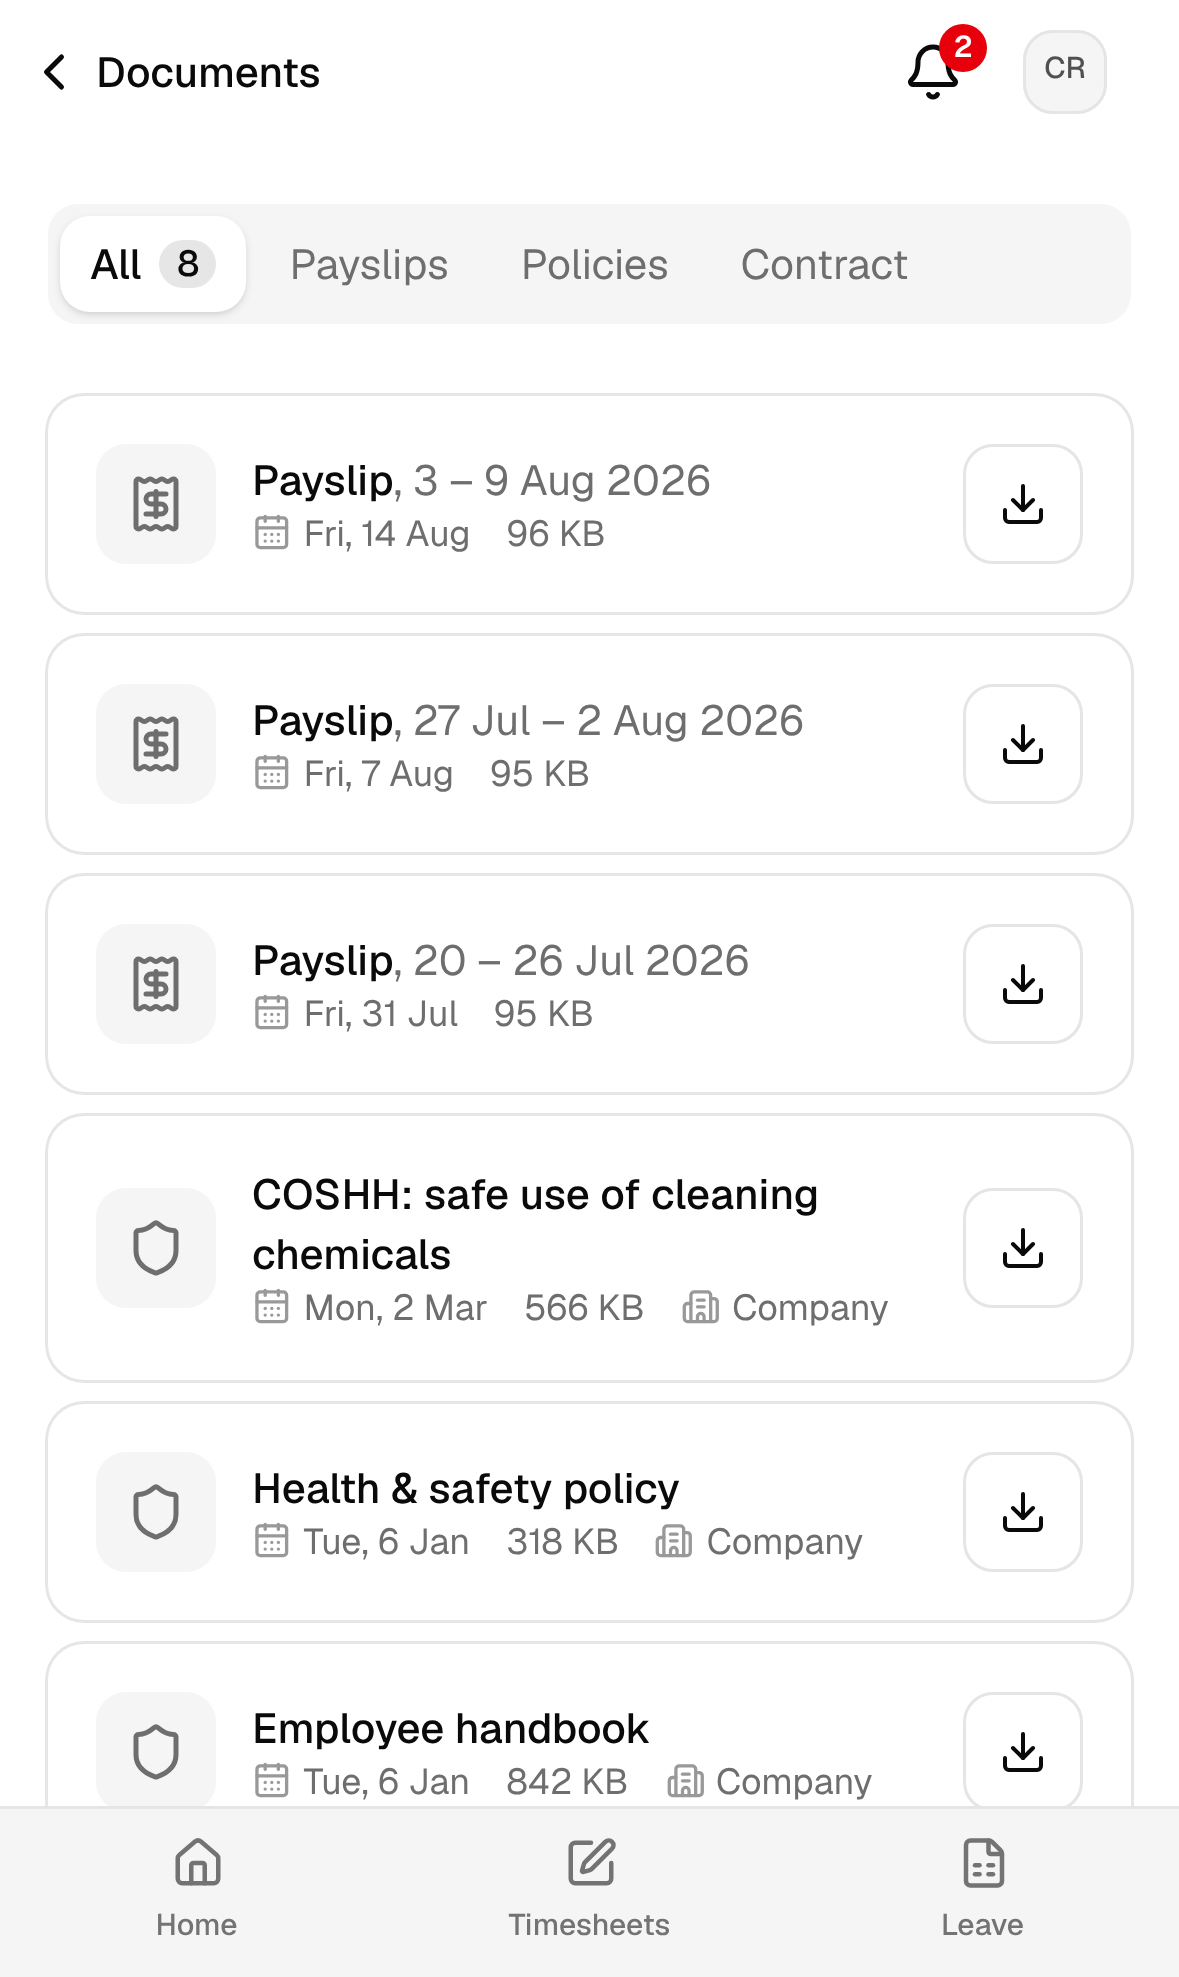 Documents
2
CR
All 8
Payslips
Policies
Contract
Payslip, 3 – 9 Aug 2026
Fri, 14 Aug 96 KB
Payslip, 27 Jul – 2 Aug 2026
Fri, 7 Aug 95 KB
Payslip, 20 – 26 Jul 2026
Fri, 31 Jul 95 KB
COSHH: safe use of cleaning
chemicals
Mon, 2 Mar 566 KB Company
Health & safety policy
Tue, 6 Jan 318 KB Company
Employee handbook
Tue, 6 Jan 842 KB Company
Home
Timesheets
Leave